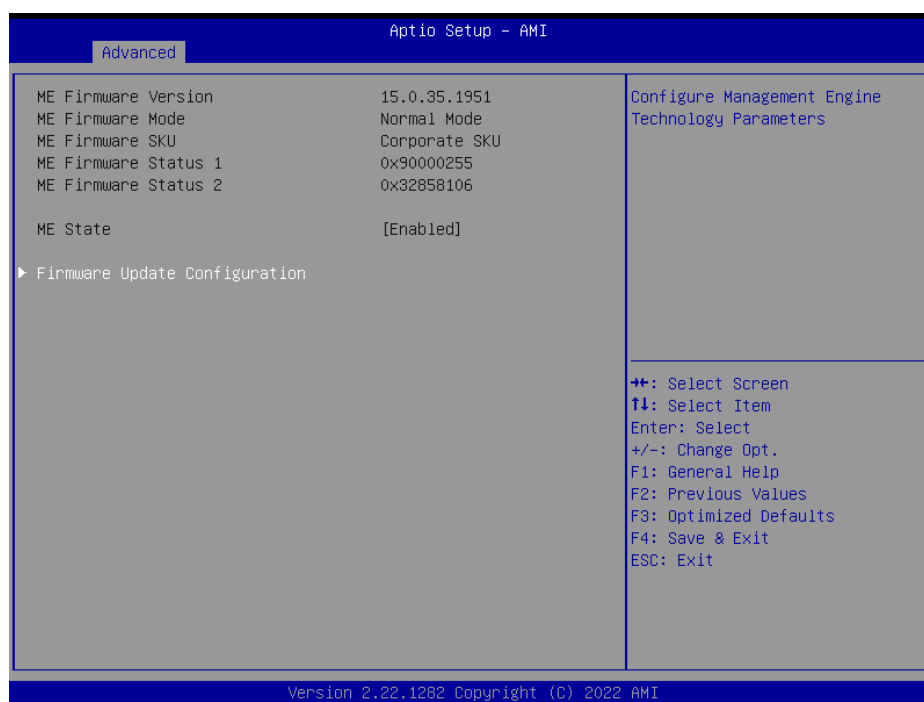 Aptio Setup – AMI
Advanced
ME Firmware Version 15.0.35.1951
ME Firmware Mode Normal Mode
ME Firmware SKU Corporate SKU
ME Firmware Status 1 0x90000255
ME Firmware Status 2 0x32858106
ME State [Enabled]
▶ Firmware Update Configuration
Configure Management Engine
Technology Parameters
→←: Select Screen
↑↓: Select Item
Enter: Select
+/-: Change Opt.
F1: General Help
F2: Previous Values
F3: Optimized Defaults
F4: Save & Exit
ESC: Exit
Version 2.22.1282 Copyright (C) 2022 AMI